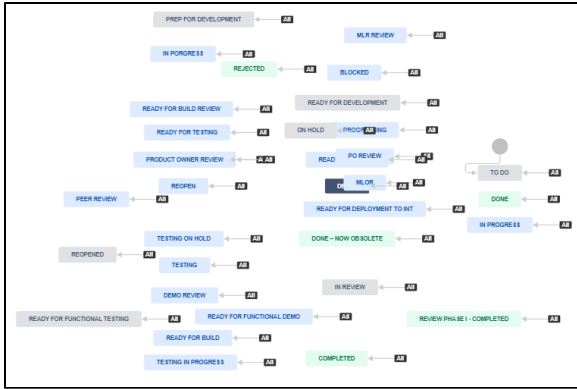 PREP FOR DEVELOPMENT All
MLR REVIEW All
IN PORGRESS All
REJECTED All
BLOCKED All
READY FOR BUILD REVIEW All
READY FOR DEVELOPMENT All
READY FOR TESTING All
ON HOLD All
All
PRODUCT OWNER REVIEW All
READ All
PO REVIEW All
TO DO All
REOPEN All
All
MLOR All
PEER REVIEW All
DONE All
READY FOR DEPLOYMENT TO INT All
IN PROGRESS All
TESTING ON HOLD All
DONE – NOW OBSOLETE All
REOPENED All
TESTING All
DEMO REVIEW All
IN REVIEW All
READY FOR FUNCTIONAL TESTING All
READY FOR FUNCTIONAL DEMO All
REVIEW PHASE I - COMPLETED All
READY FOR BUILD All
TESTING IN PROGRESS All
COMPLETED All